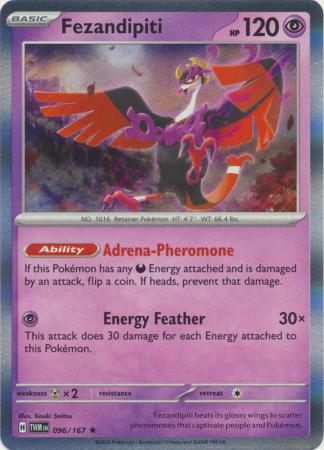 BASIC
Fezandipiti
HP 120
NO. 1016 Retainer Pokémon HT: 4'7" WT: 66.4 lbs.
Ability Adrena-Pheromone
If this Pokémon has any Energy attached and is damaged
by an attack, flip a coin. If heads, prevent that damage.
Energy Feather 30×
This attack does 30 damage for each Energy attached to
this Pokémon.
weakness ×2 resistance retreat
Illus. Kouki Saitou
H TWM EN 096/167 ★
Fezandipiti beats its glossy wings to scatter
pheromones that captivate people and Pokémon.
©2024 Pokémon / Nintendo / Creatures / GAME FREAK